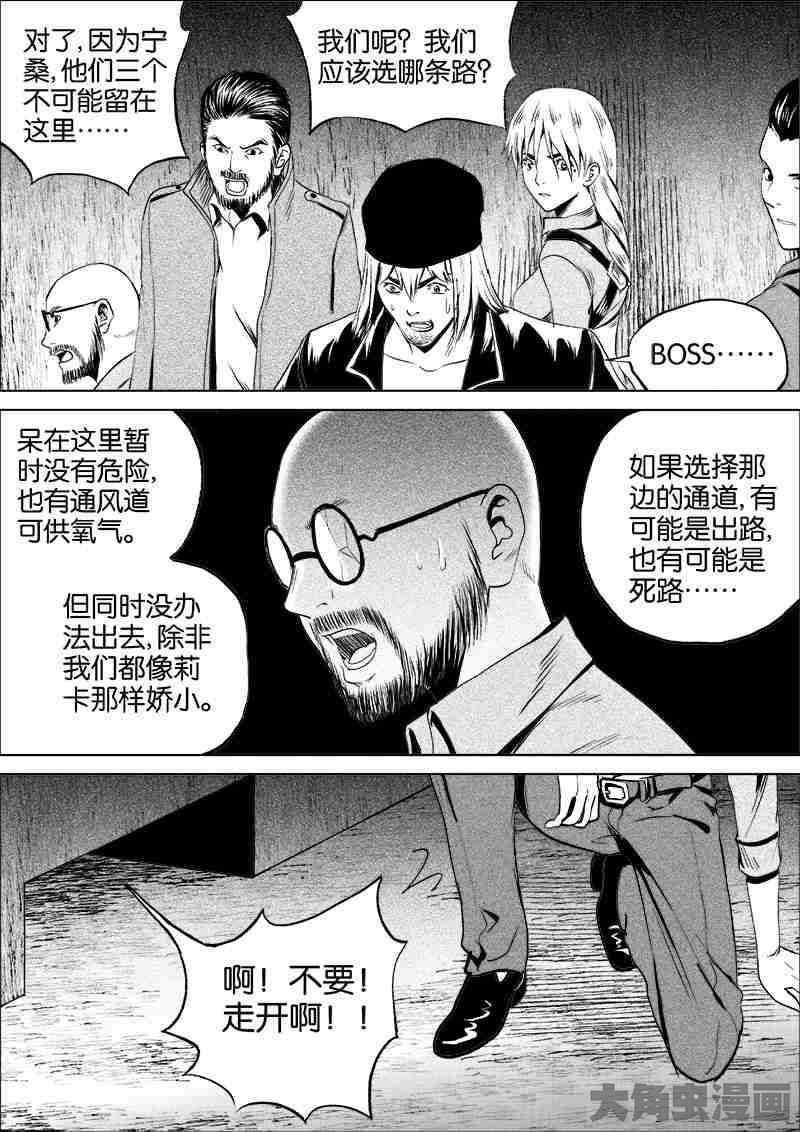 对了,因为宁
桑,他们三个
不可能留在
这里……
我们呢？我们
应该选哪条路？
BOSS……
呆在这里暂
时没有危险,
也有通风道
可供氧气。
但同时没办
法出去,除非
我们都像莉
卡那样娇小。
如果选择那
边的通道,有
可能是出路,
也有可能是
死路……
啊！不要！
走开啊！！
大角虫漫画